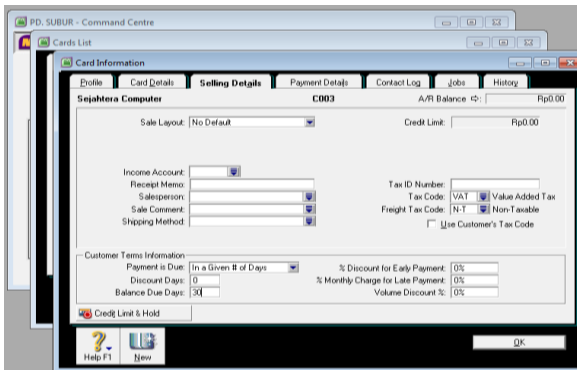 PD. SUBUR - Command Centre
Cards List
Card Information
Profile Card Details Selling Details Payment Details Contact Log Jobs History
Sejahtera Computer C003 A/R Balance ⇨: Rp0.00
Sale Layout: No Default Credit Limit: Rp0.00
Income Account:
Receipt Memo: Tax ID Number:
Salesperson: Tax Code: VAT Value Added Tax
Sale Comment: Freight Tax Code: N-T Non-Taxable
Shipping Method: Use Customer's Tax Code
Customer Terms Information
Payment is Due: In a Given # of Days % Discount for Early Payment: 0%
Discount Days: 0 % Monthly Charge for Late Payment: 0%
Balance Due Days: 30 Volume Discount %: 0%
Credit Limit & Hold
Help F1 New OK